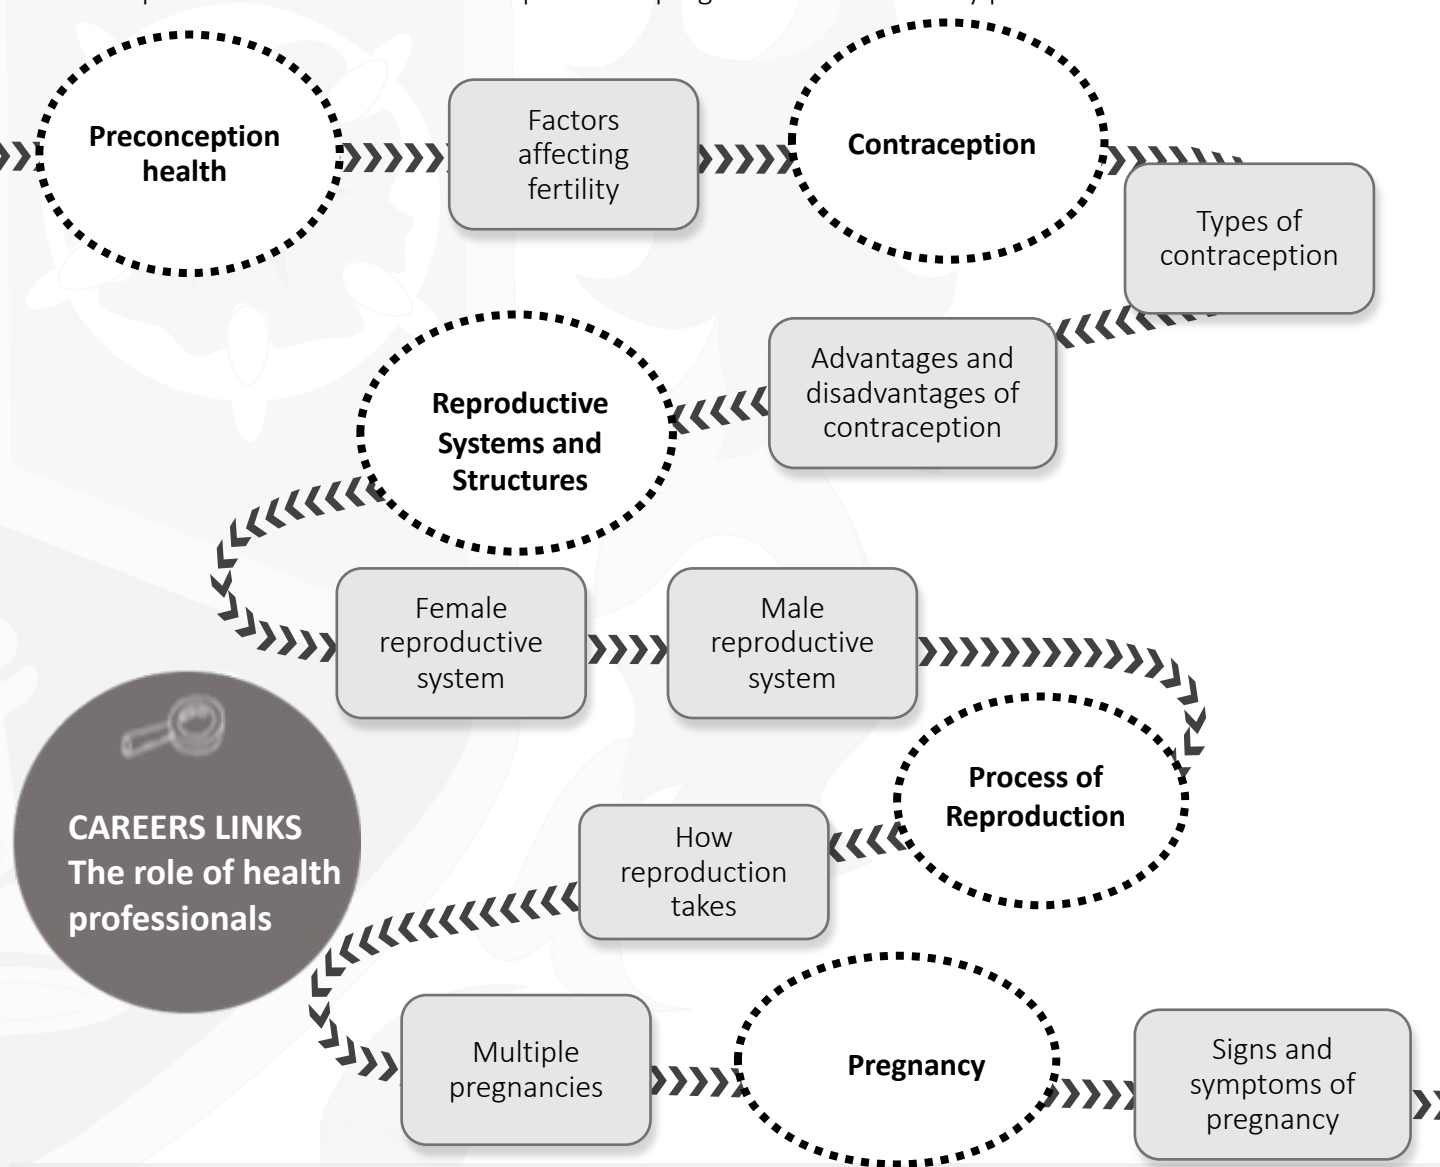 Preconception
health
Factors
affecting
fertility
Contraception
Types of
contraception
Advantages and
disadvantages of
contraception
Reproductive
Systems and
Structures
Female
reproductive
system
Male
reproductive
system
Process of
Reproduction
How
reproduction
takes
CAREERS LINKS
The role of health
professionals
Multiple
pregnancies
Pregnancy
Signs and
symptoms of
pregnancy